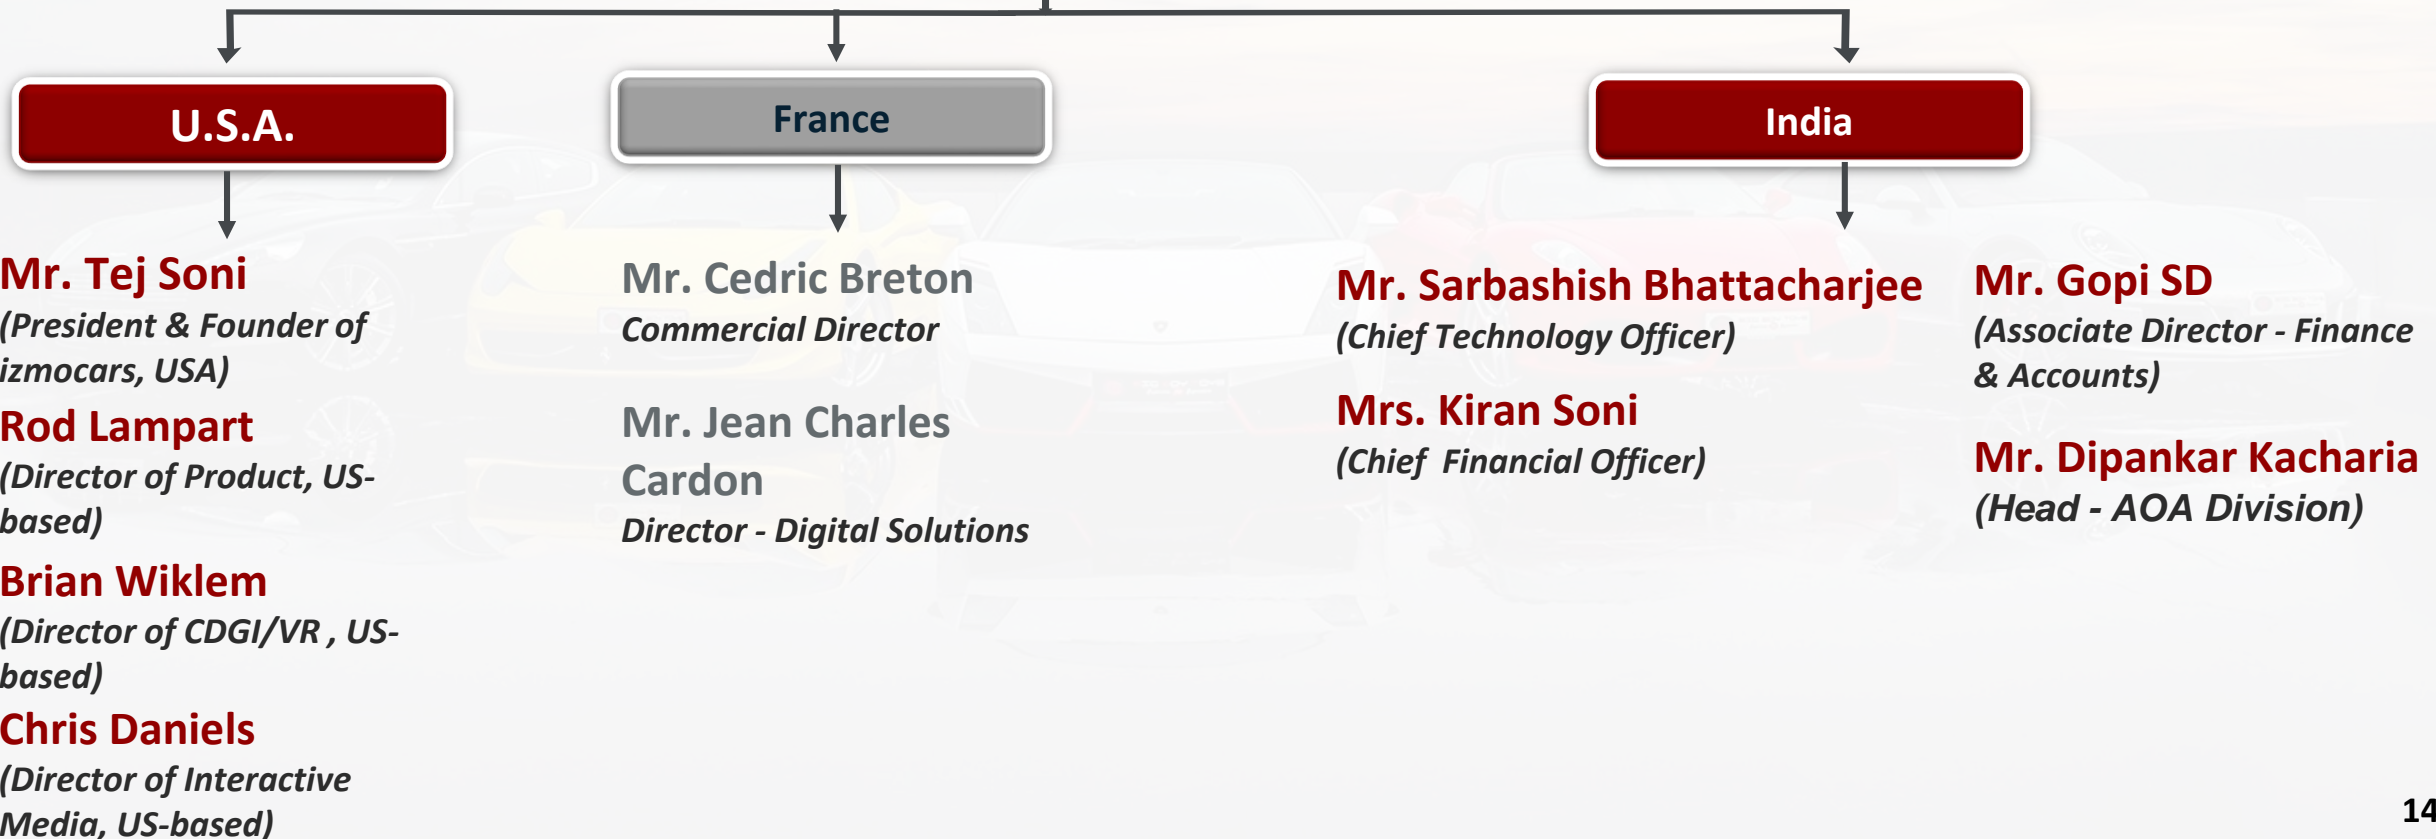 U.S.A.
Mr. Tej Soni
(President & Founder of
izmocars, USA)
Rod Lampart
(Director of Product, US-
based)
Brian Wiklem
(Director of CDGI/VR , US-
based)
Chris Daniels
(Director of Interactive
Media, US-based)
France
Mr. Cedric Breton
Commercial Director
Mr. Jean Charles
Cardon
Director - Digital Solutions
India
Mr. Sarbashish Bhattacharjee
(Chief Technology Officer)
Mrs. Kiran Soni
(Chief  Financial Officer)
Mr. Gopi SD
(Associate Director - Finance
& Accounts)
Mr. Dipankar Kacharia
(Head - AOA Division)
14